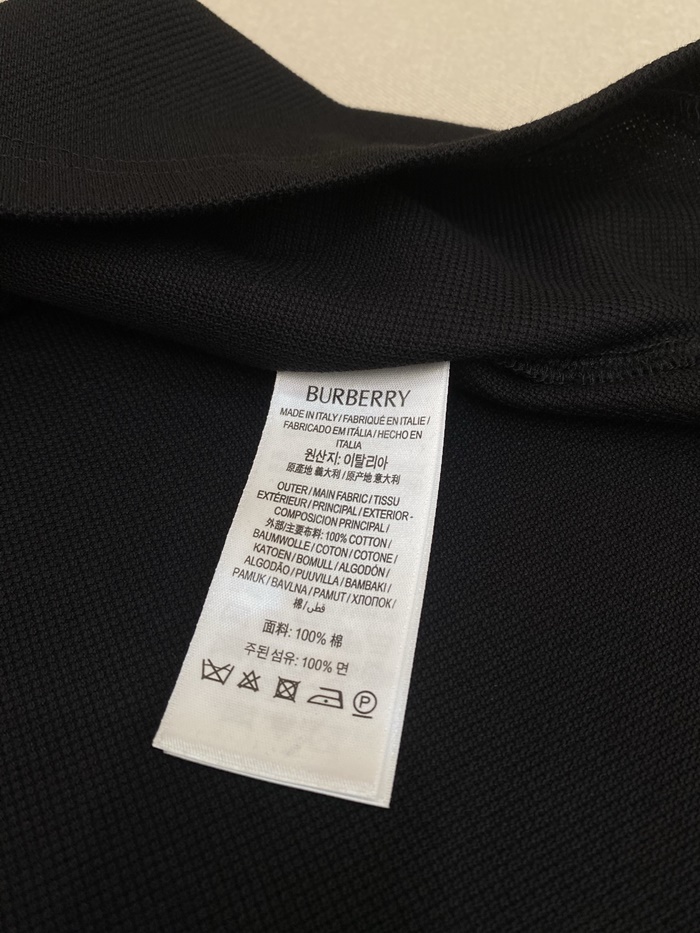 BURBERRY
MADE IN ITALY / FABRIQUÉ EN ITALIE /
FABRICADO EM ITÁLIA / HECHO EN
ITALIA
원산지: 이탈리아
原產地 義大利 / 原产地 意大利
OUTER / MAIN FABRIC / TISSU
EXTÉRIEUR / PRINCIPAL / EXTERIOR -
COMPOSICION PRINCIPAL /
外部/主要布料: 100% COTTON /
BAUMWOLLE / COTON / COTONE /
KATOEN / BOMULL / ALGODÓN /
ALGODÃO / PUUVILLA / BAMBAKI /
PAMUK / BAVLNA / PAMUT / ХЛОПОК /
棉 / قطن
面料: 100% 棉
주된 섬유: 100% 면
P